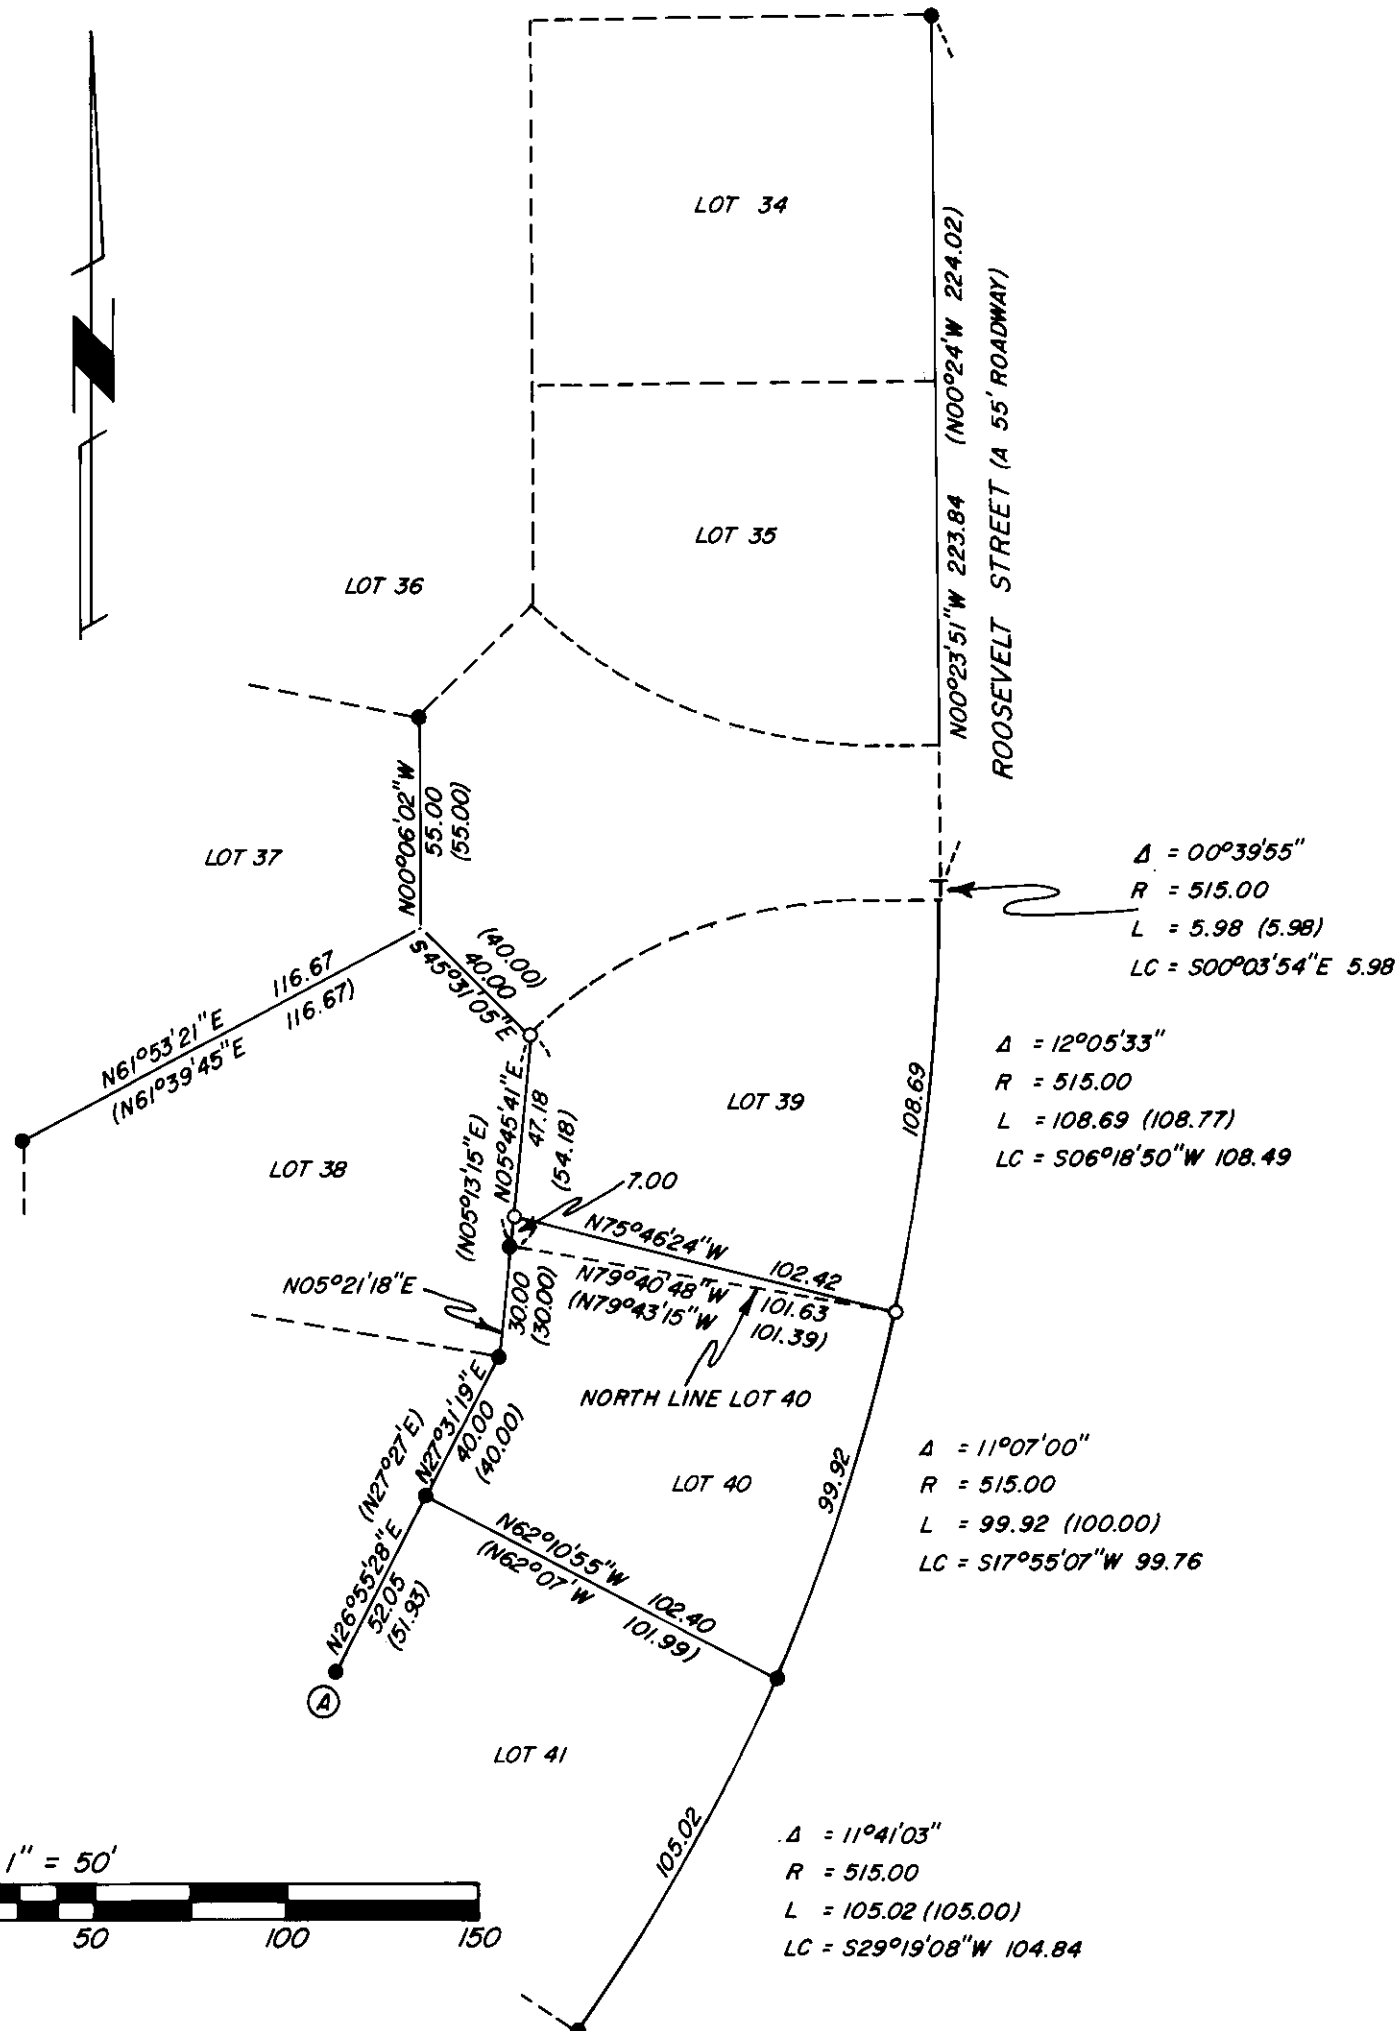 LOT 34
N00°23'51"W 223.84 (N00°24'W 224.02)
ROOSEVELT STREET (A 55' ROADWAY)
LOT 35
LOT 36
N00°06'02"W
55.00
(55.00)
LOT 37
Δ = 00°39'55"
R = 515.00
L = 5.98 (5.98)
LC = S00°03'54"E 5.98
(40.00)
40.00
S45°31'05"E
N61°53'21"E 116.67
(N61°39'45"E 116.67)
Δ = 12°05'33"
R = 515.00
L = 108.69 (108.77)
LC = S06°18'50"W 108.49
108.69
LOT 39
(N05°13'15"E)
N05°45'41"E
47.18
(54.18)
LOT 38
7.00
N75°46'24"W 102.42
N79°40'48"W 101.63
(N79°43'15"W 101.39)
N05°21'18"E
30.00
(30.00)
NORTH LINE LOT 40
(N27°27'E)
N27°31'19"E
40.00
(40.00)
LOT 40
99.92
Δ = 11°07'00"
R = 515.00
L = 99.92 (100.00)
LC = S17°55'07"W 99.76
N62°10'55"W 102.40
(N62°07'W 101.99)
N26°55'28"E
52.05
(51.93)
A
LOT 41
105.02
Δ = 11°41'03"
R = 515.00
L = 105.02 (105.00)
LC = S29°19'08"W 104.84
1" = 50'
50 100 150